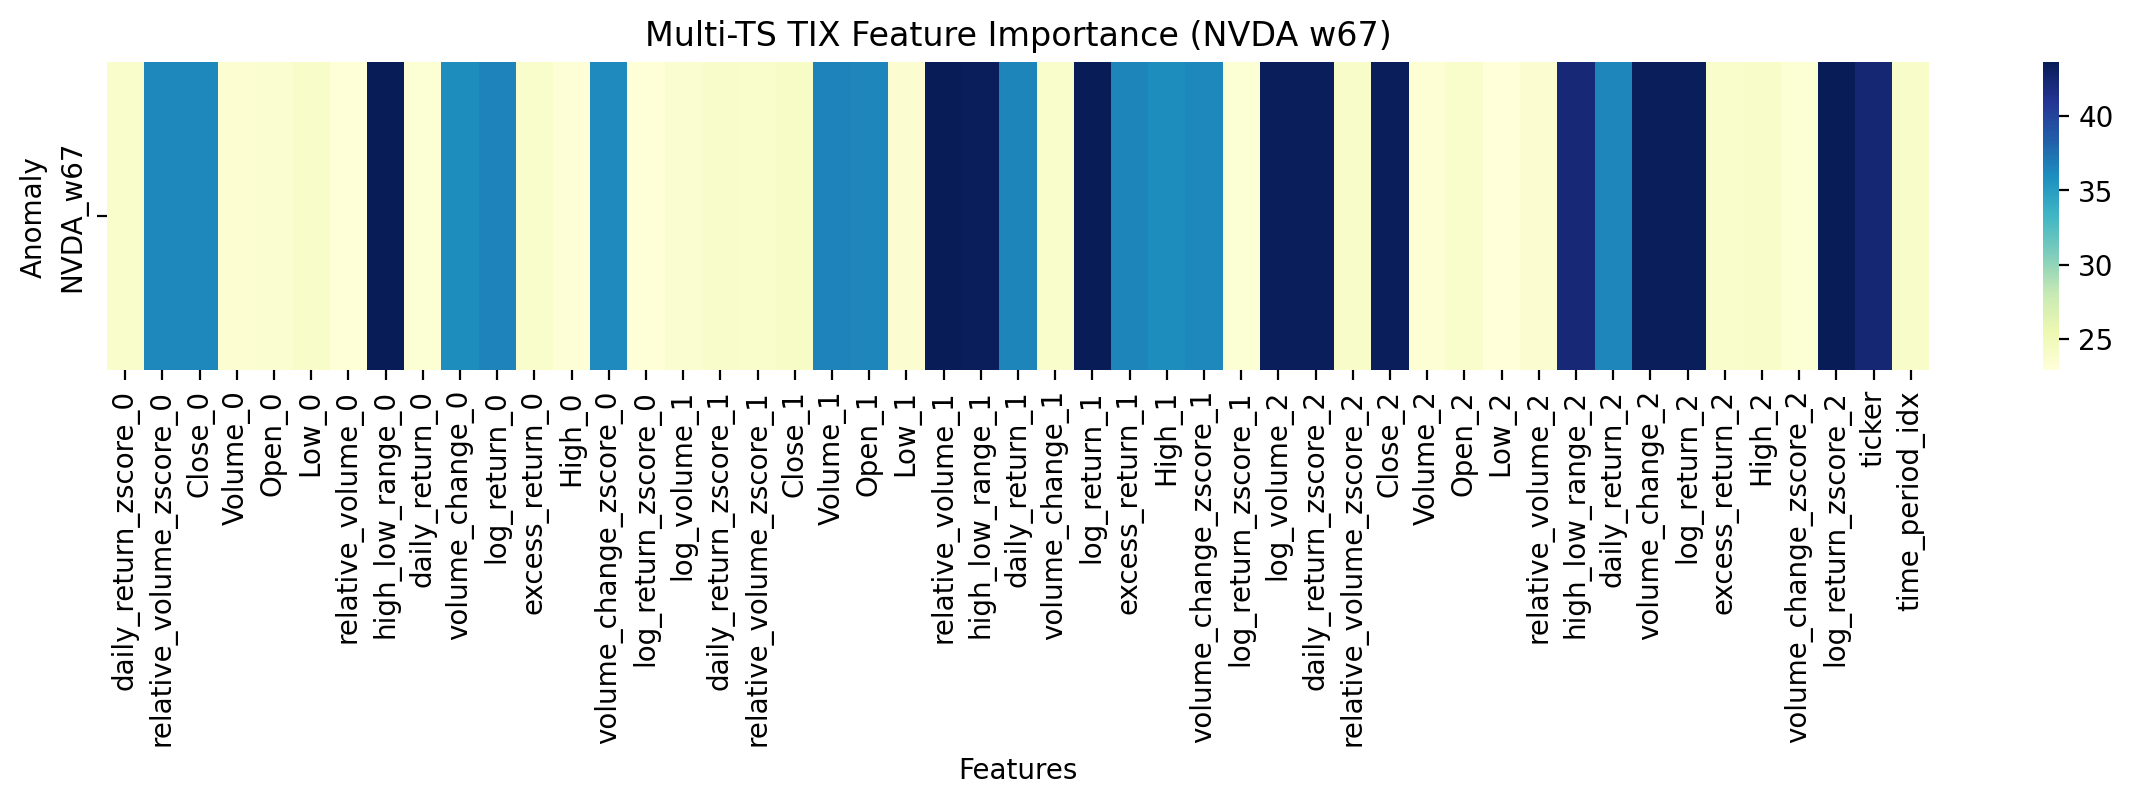 Multi-TS TIX Feature Importance (NVDA w67)
Anomaly
NVDA_w67
40
35
30
25
daily_return_zscore_0
relative_volume_zscore_0
Close_0
Volume_0
Open_0
Low_0
relative_volume_0
high_low_range_0
daily_return_0
volume_change_0
log_return_0
excess_return_0
High_0
volume_change_zscore_0
log_return_zscore_0
log_volume_1
daily_return_zscore_1
relative_volume_zscore_1
Close_1
Volume_1
Open_1
Low_1
relative_volume_1
high_low_range_1
daily_return_1
volume_change_1
log_return_1
excess_return_1
High_1
volume_change_zscore_1
log_return_zscore_1
log_volume_2
daily_return_zscore_2
relative_volume_zscore_2
Close_2
Volume_2
Open_2
Low_2
relative_volume_2
high_low_range_2
daily_return_2
volume_change_2
log_return_2
excess_return_2
High_2
volume_change_zscore_2
log_return_zscore_2
ticker
time_period_idx
Features